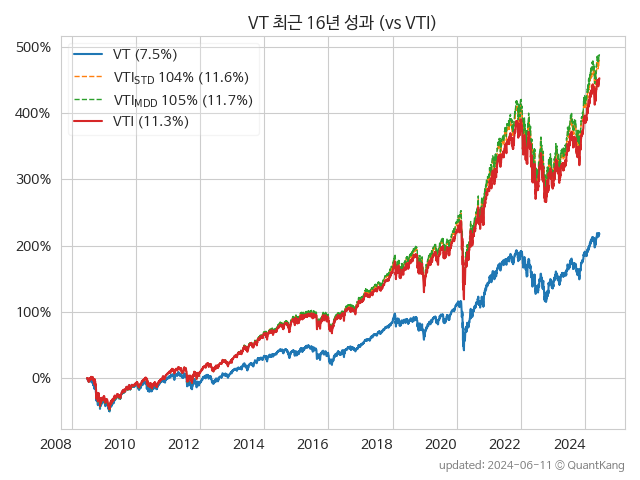 VT 최근 16년 성과 (vs VTI)
VT (7.5%)
VTI_STD 104% (11.6%)
VTI_MDD 105% (11.7%)
VTI (11.3%)
500%
400%
300%
200%
100%
0%
2008 2010 2012 2014 2016 2018 2020 2022 2024
updated: 2024-06-11 © QuantKang